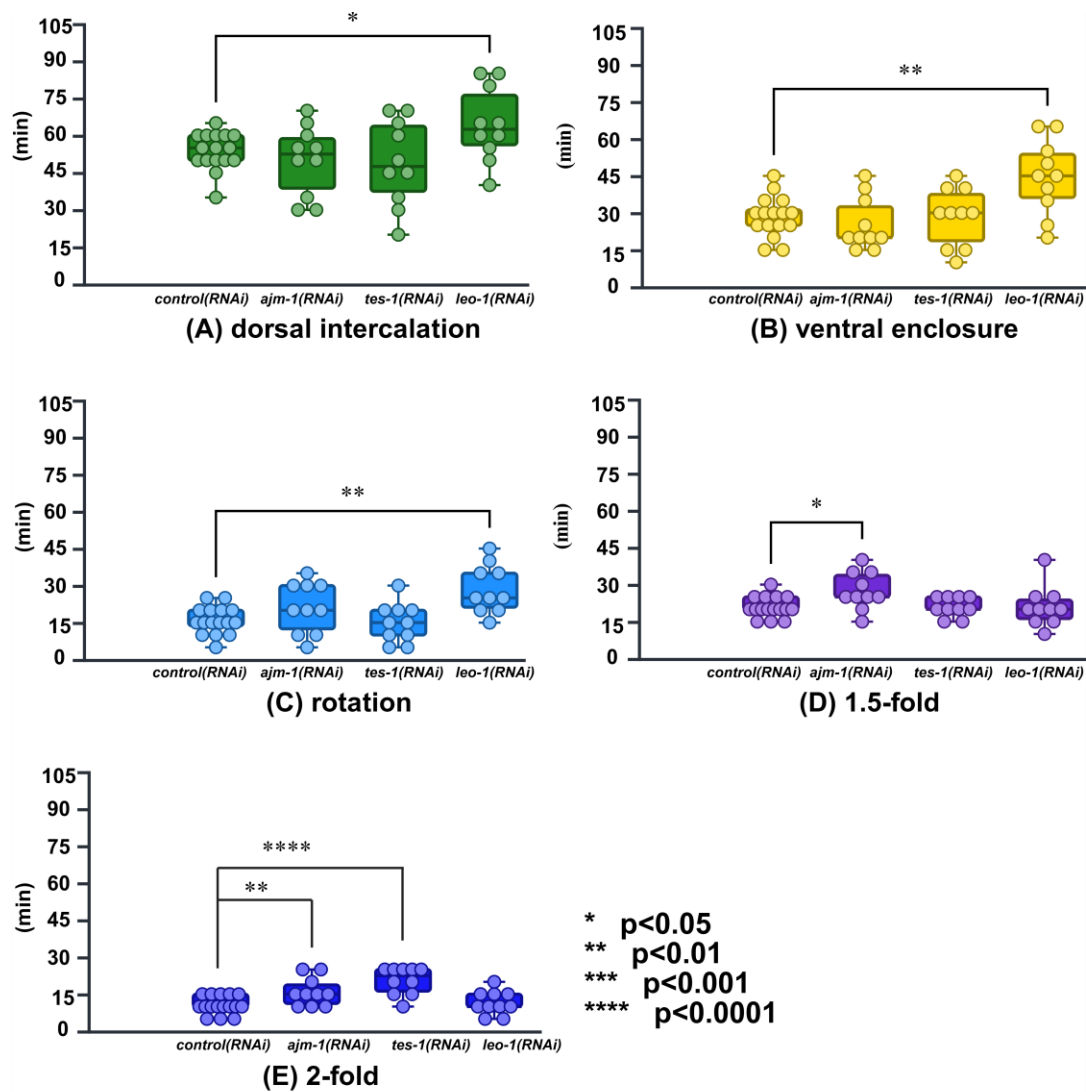 *
105
90
75
60
45
30
15
0
(min)
control(RNAi) ajm-1(RNAi) tes-1(RNAi) leo-1(RNAi)
(A) dorsal intercalation
**
105
90
75
60
45
30
15
0
(min)
control(RNAi) ajm-1(RNAi) tes-1(RNAi) leo-1(RNAi)
(B) ventral enclosure
**
105
90
75
60
45
30
15
0
(min)
control(RNAi) ajm-1(RNAi) tes-1(RNAi) leo-1(RNAi)
(C) rotation
*
105
90
75
60
45
30
15
0
(min)
control(RNAi) ajm-1(RNAi) tes-1(RNAi) leo-1(RNAi)
(D) 1.5-fold
****
**
105
90
75
60
45
30
15
0
(min)
control(RNAi) ajm-1(RNAi) tes-1(RNAi) leo-1(RNAi)
(E) 2-fold
* p<0.05
** p<0.01
*** p<0.001
**** p<0.0001